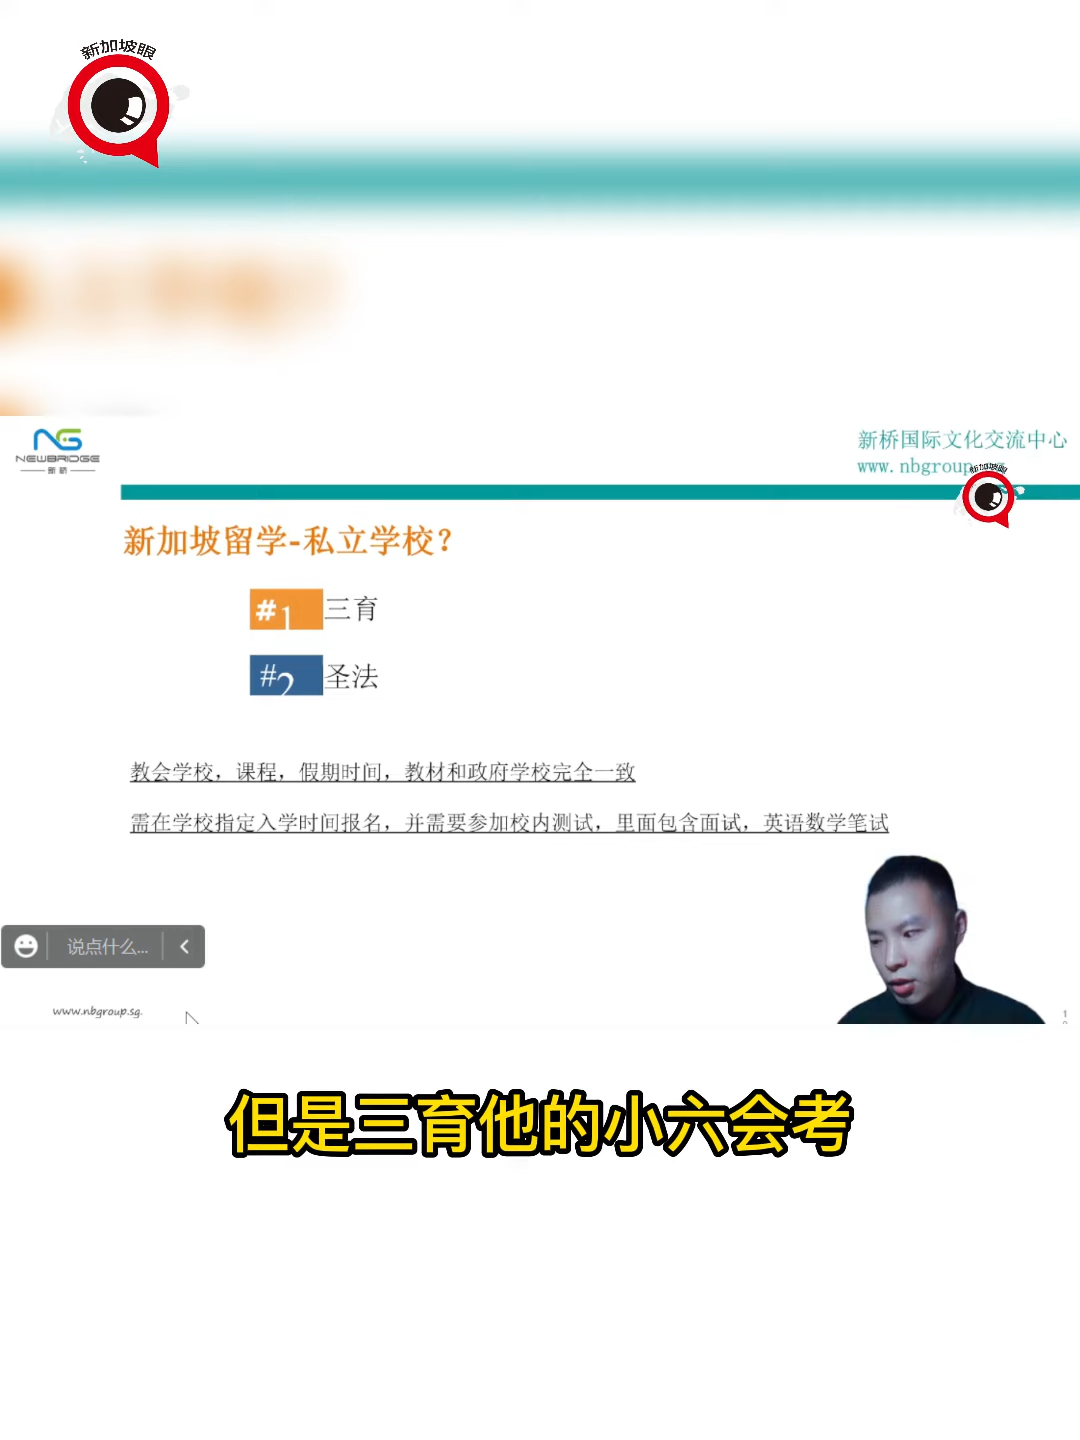 新加坡眼
NEWBRIDGE
新桥
新桥国际文化交流中心
www.nbgroup.
新加坡眼
新加坡留学-私立学校？
#1 三育
#2 圣法
教会学校，课程，假期时间，教材和政府学校完全一致
需在学校指定入学时间报名，并需要参加校内测试，里面包含面试，英语数学笔试
说点什么...
www.nbgroup.sg.
但是三育他的小六会考